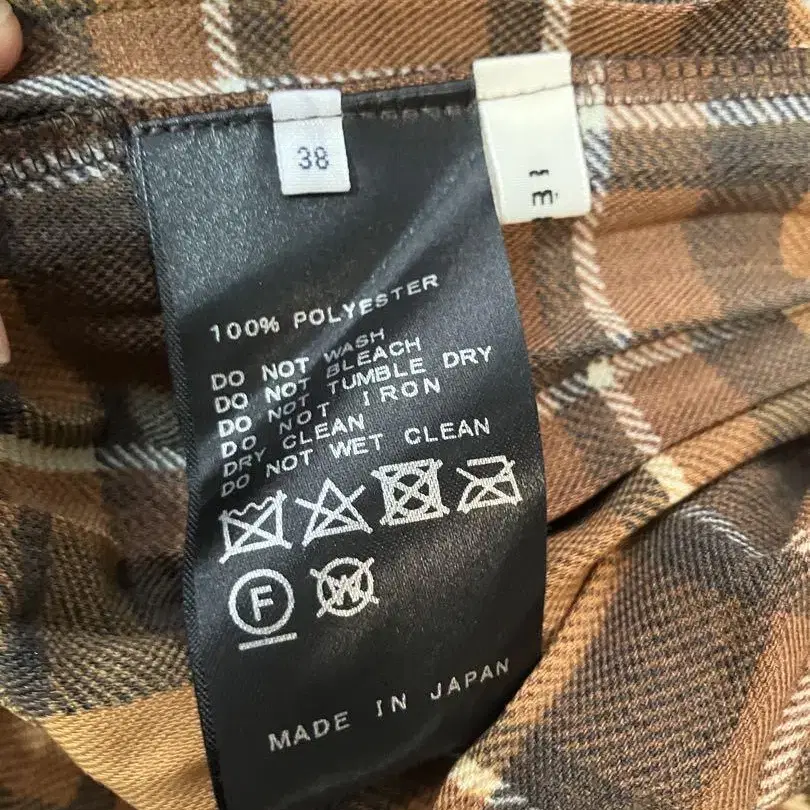 38
100% POLYESTER
DO NOT WASH
DO NOT BLEACH
DO NOT TUMBLE DRY
DO NOT IRON
DRY CLEAN
DO NOT WET CLEAN
F
W
MADE IN JAPAN